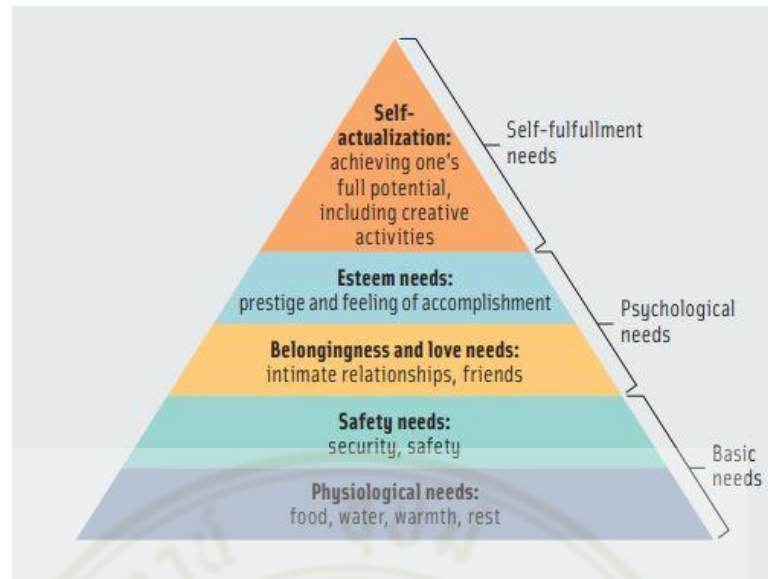 Self-
actualization:
achieving one's
full potential,
including creative
activities
Self-fulfullment
needs
Esteem needs:
prestige and feeling of accomplishment
Psychological
needs
Belongingness and love needs:
intimate relationships, friends
Safety needs:
security, safety
Basic
needs
Physiological needs:
food, water, warmth, rest